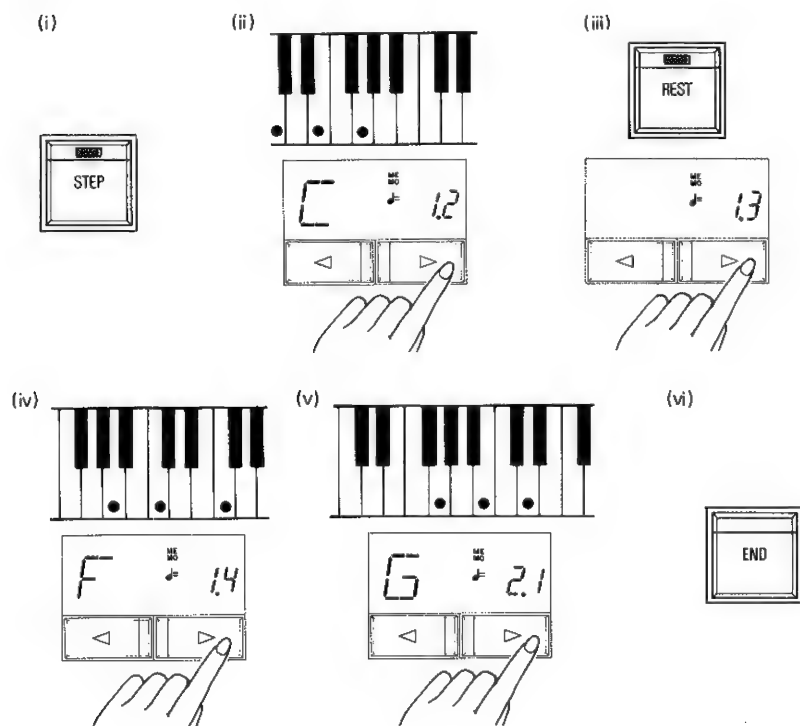 (i)
STEP
(ii)
C ME MO ♩= 1.2
(iii)
REST
ME MO ♩= 1.3
(iv)
F ME MO ♩= 1.4
(v)
G ME MO ♩= 2.1
(vi)
END